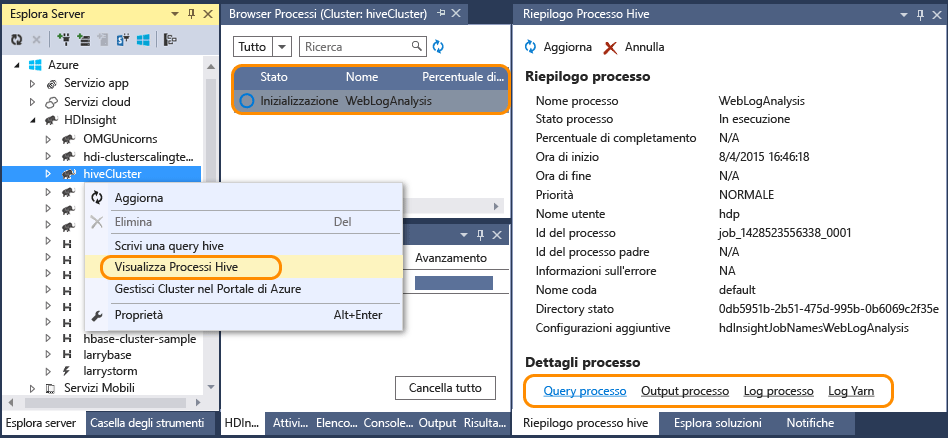 Esplora Server
Azure
Servizio app
Servizi cloud
HDInsight
OMGUnicorns
hdi-clusterscalingte...
hiveCluster
Aggiorna
Elimina Del
Scrivi una query hive
Visualizza Processi Hive
Gestisci Cluster nel Portale di Azure
Proprietà Alt+Enter
hbase-cluster-sample
larrybase
larrystorm
Servizi Mobili
Esplora server Casella degli strumenti
Browser Processi (Cluster: hiveCluster)
Tutto Ricerca
Stato Nome Percentuale di...
Inizializzazione WebLogAnalysis
Avanzamento
Cancella tutto
HDI... Attivi... Elenco... Console... Output Risulta...
Riepilogo Processo Hive
Aggiorna Annulla
Riepilogo processo
Nome processo WebLogAnalysis
Stato processo In esecuzione
Percentuale di completamento N/A
Ora di inizio 8/4/2015 16:46:18
Ora di fine N/A
Priorità NORMALE
Nome utente hdp
Id del processo job_1428523556338_0001
Id del processo padre N/A
Informazioni sull'errore NA
Nome coda default
Directory stato 0db5951b-2b51-475d-995b-0b6069c2f35e
Configurazioni aggiuntive hdInsightJobNamesWebLogAnalysis
Dettagli processo
Query processo Output processo Log processo Log Yarn
Riepilogo processo hive Esplora soluzioni Notifiche